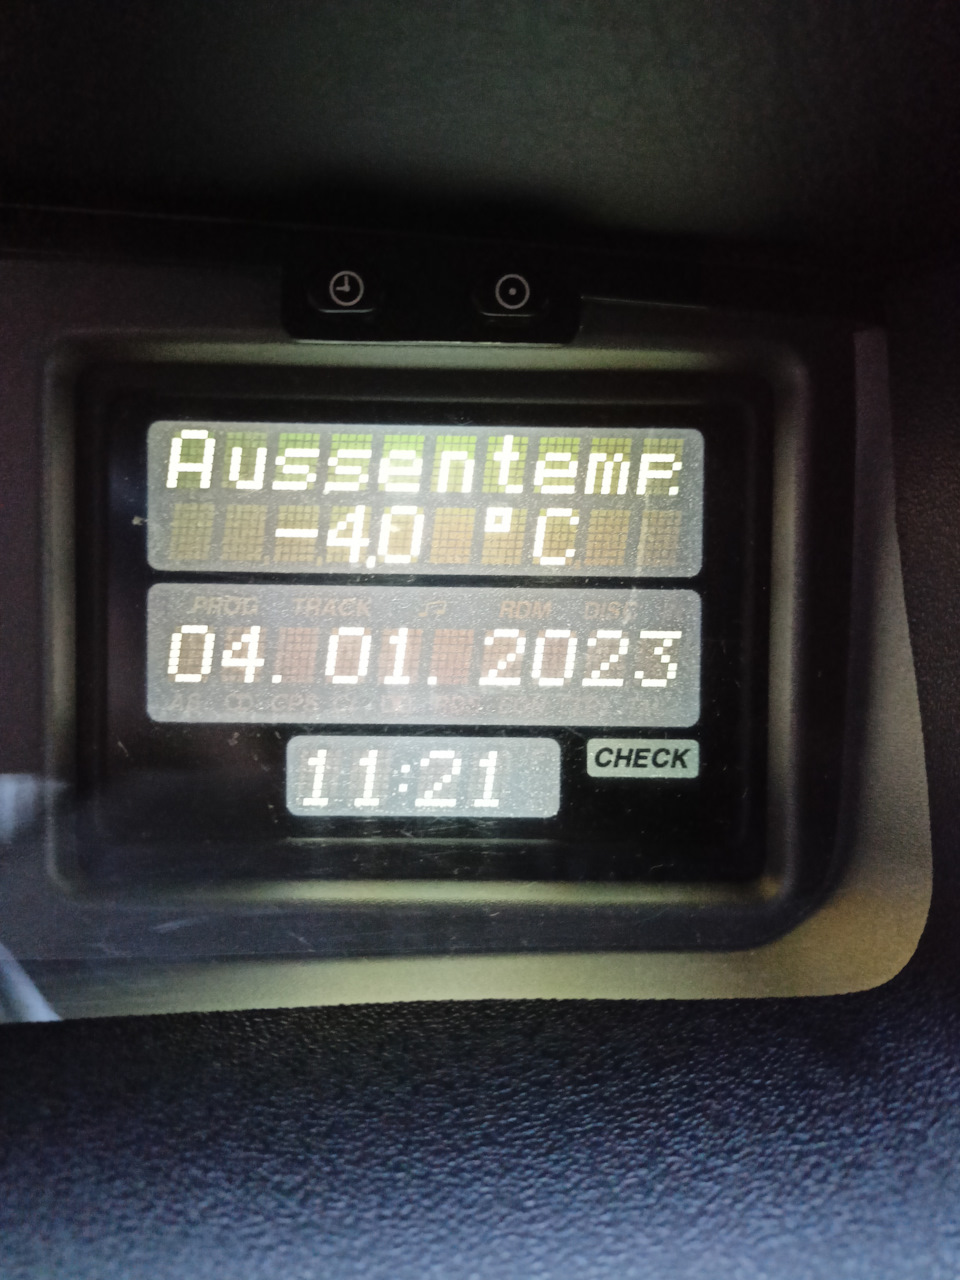 Aussentemp.
-4,0 °C
PROG TRACK RDM DISC
04. 01. 2023
11:21
CHECK